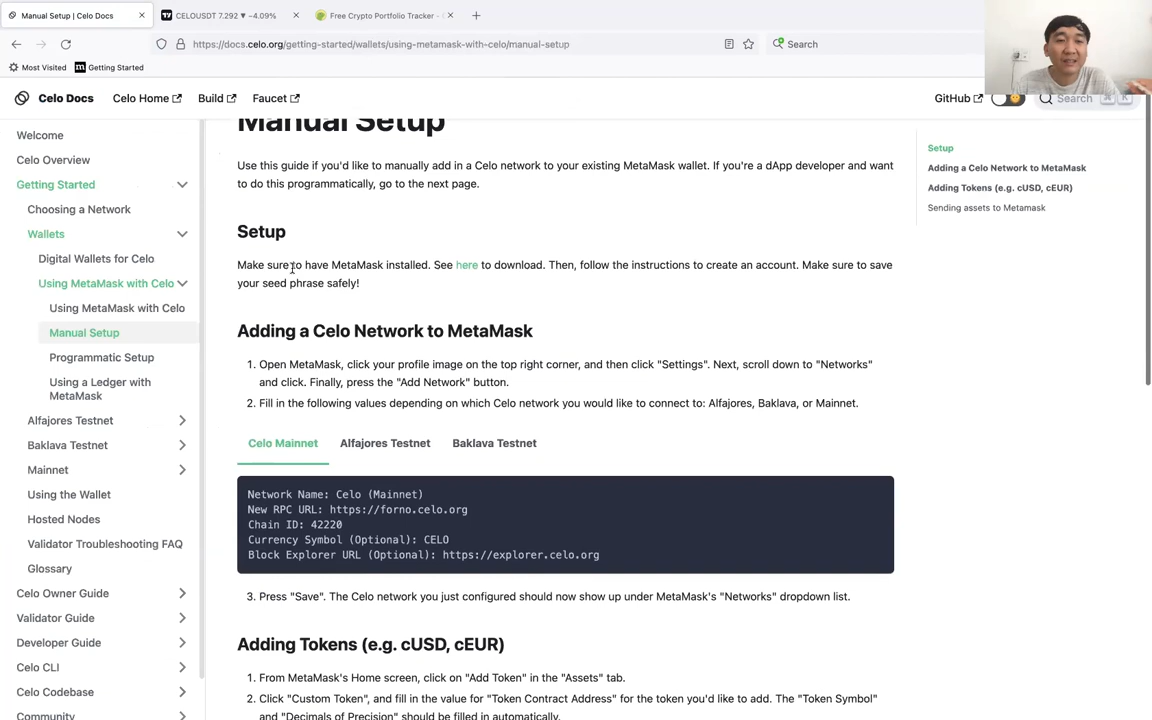 Manual Setup | Celo Docs
CELOUSDT 7.292 ▼ −4.09%
Free Crypto Portfolio Tracker -
https://docs.celo.org/getting-started/wallets/using-metamask-with-celo/manual-setup
Search
Most Visited
Getting Started
Celo Docs
Celo Home
Build
Faucet
GitHub
Search
⌘
K
Welcome
Celo Overview
Getting Started
Choosing a Network
Wallets
Digital Wallets for Celo
Using MetaMask with Celo
Using MetaMask with Celo
Manual Setup
Programmatic Setup
Using a Ledger with
MetaMask
Alfajores Testnet
Baklava Testnet
Mainnet
Using the Wallet
Hosted Nodes
Validator Troubleshooting FAQ
Glossary
Celo Owner Guide
Validator Guide
Developer Guide
Celo CLI
Celo Codebase
Community
Manual Setup
Use this guide if you'd like to manually add in a Celo network to your existing MetaMask wallet. If you're a dApp developer and want
to do this programmatically, go to the next page.
Setup
Make sure to have MetaMask installed. See here to download. Then, follow the instructions to create an account. Make sure to save
your seed phrase safely!
Adding a Celo Network to MetaMask
1. Open MetaMask, click your profile image on the top right corner, and then click "Settings". Next, scroll down to "Networks"
and click. Finally, press the "Add Network" button.
2. Fill in the following values depending on which Celo network you would like to connect to: Alfajores, Baklava, or Mainnet.
Celo Mainnet
Alfajores Testnet
Baklava Testnet
Network Name: Celo (Mainnet)
New RPC URL: https://forno.celo.org
Chain ID: 42220
Currency Symbol (Optional): CELO
Block Explorer URL (Optional): https://explorer.celo.org
3. Press "Save". The Celo network you just configured should now show up under MetaMask's "Networks" dropdown list.
Adding Tokens (e.g. cUSD, cEUR)
1. From MetaMask's Home screen, click on "Add Token" in the "Assets" tab.
2. Click "Custom Token", and fill in the value for "Token Contract Address" for the token you'd like to add. The "Token Symbol"
and "Decimals of Precision" should be filled in automatically.
Setup
Adding a Celo Network to MetaMask
Adding Tokens (e.g. cUSD, cEUR)
Sending assets to Metamask